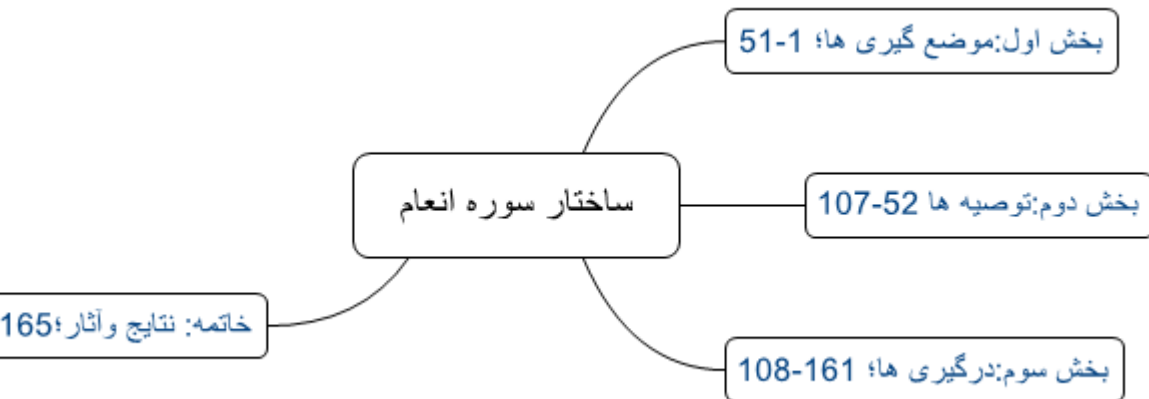 ساختار سوره انعام
بخش اول:موضع گیری ها؛ 1-51
بخش دوم:توصیه ها 52-107
بخش سوم:درگیری ها؛ 161-108
خاتمه: نتایج وآثار؛165